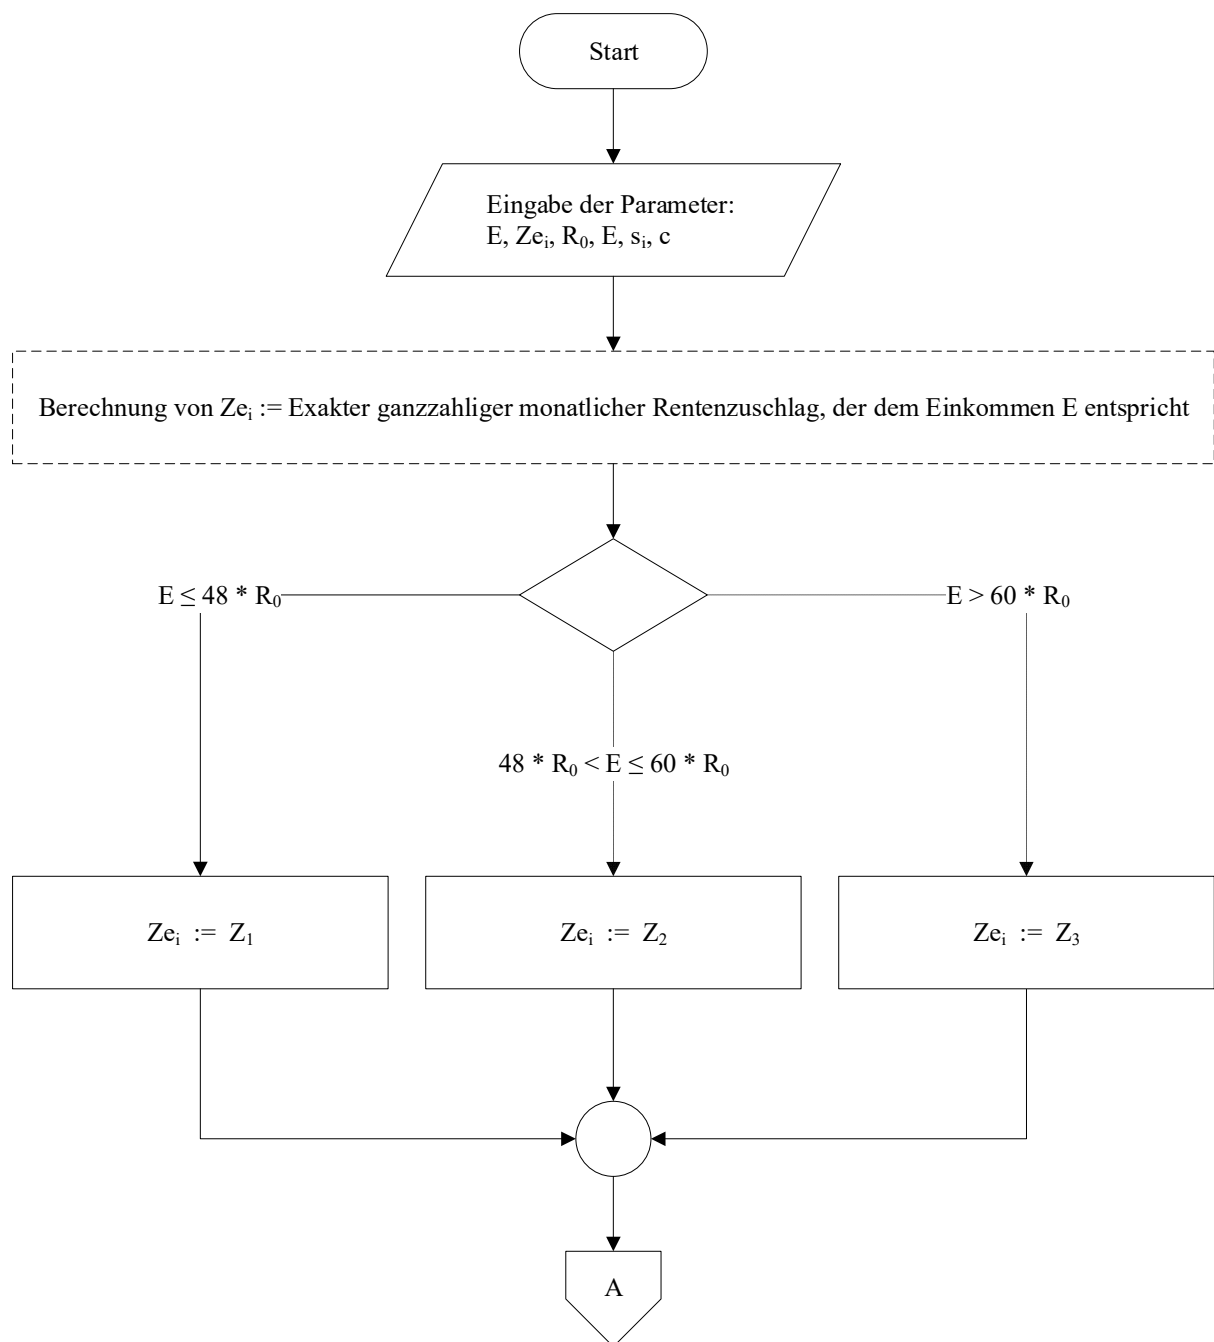 Start
Eingabe der Parameter:
E, Zeᵢ, R₀, E, sᵢ, c
Berechnung von Zeᵢ := Exakter ganzzahliger monatlicher Rentenzuschlag, der dem Einkommen E entspricht
E ≤ 48 * R₀
E > 60 * R₀
48 * R₀ < E ≤ 60 * R₀
Zeᵢ := Z₁
Zeᵢ := Z₂
Zeᵢ := Z₃
A